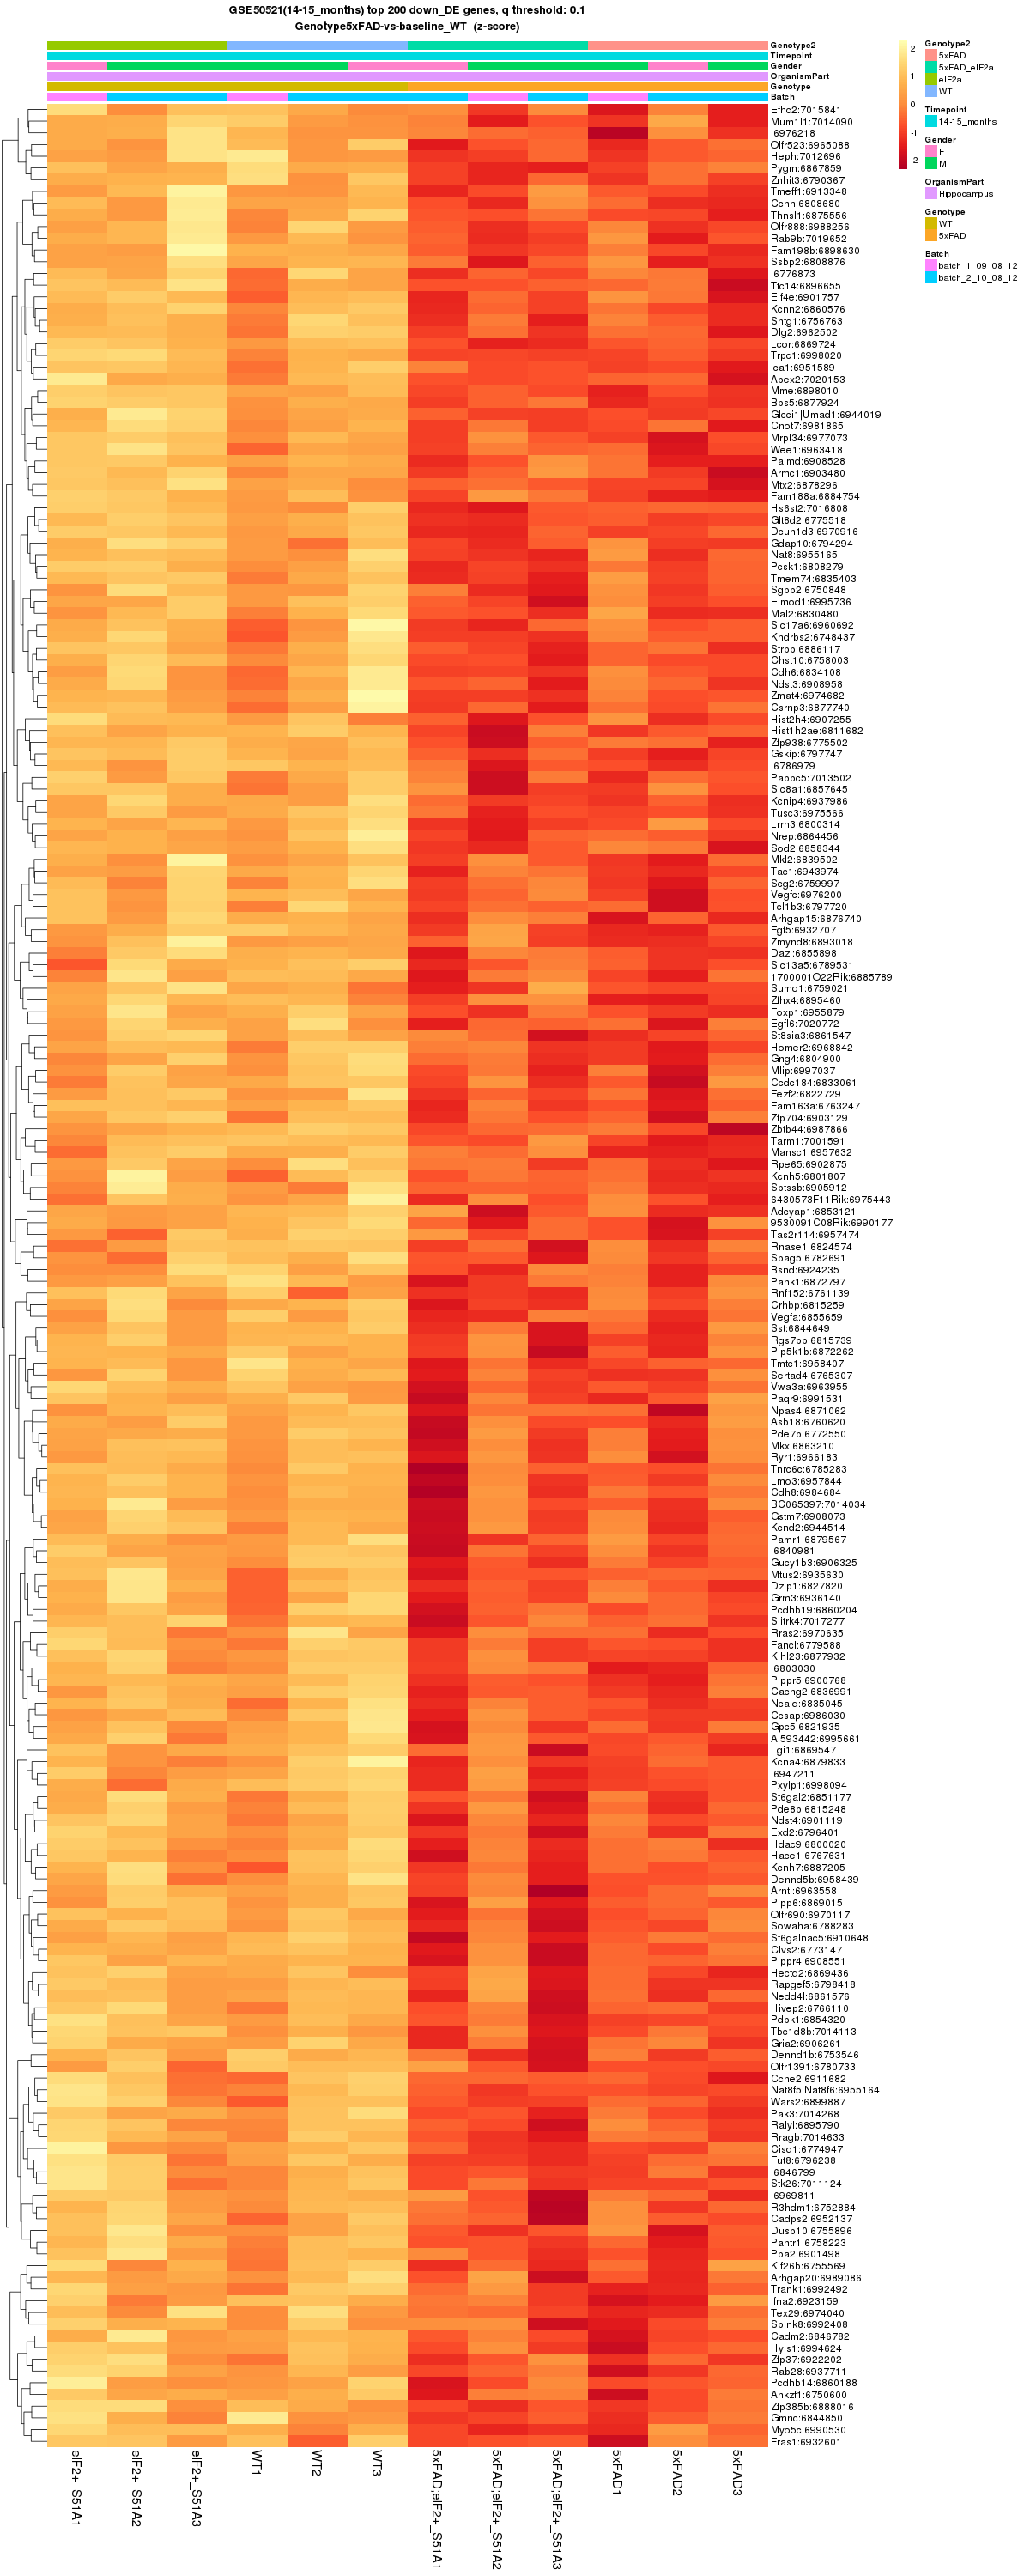 GSE50521(14-15_months) top 200 down_DE genes, q threshold: 0.1
Genotype5xFAD-vs-baseline_WT (z-score)
Genotype2
Timepoint
Gender
OrganismPart
Genotype
Batch
2
1
0
-1
-2
Genotype2
5xFAD
5xFAD_eIF2a
eIF2a
WT
Timepoint
14-15_months
Gender
F
M
OrganismPart
Hippocampus
Genotype
WT
5xFAD
Batch
batch_1_09_08_12
batch_2_10_08_12
Efhc2:7015841
Mum1l1:7014090
:6976218
Olfr523:6965088
Heph:7012696
Pygm:6867859
Znhit3:6790367
Tmeff1:6913348
Ccnh:6808680
Thnsl1:6875556
Olfr888:6988256
Rab9b:7019652
Fam198b:6898630
Ssbp2:6808876
:6776873
Ttc14:6896655
Eif4e:6901757
Kcnn2:6860576
Sntg1:6756763
Dlg2:6962502
Lcor:6869724
Trpc1:6998020
Ica1:6951589
Apex2:7020153
Mme:6898010
Bbs5:6877924
Glcci1|Umad1:6944019
Cnot7:6981865
Mrpl34:6977073
Wee1:6963418
Palmd:6908528
Armc1:6903480
Mtx2:6878296
Fam188a:6884754
Hs6st2:7016808
Glt8d2:6775518
Dcun1d3:6970916
Gdap10:6794294
Nat8:6955165
Pcsk1:6808279
Tmem74:6835403
Sgpp2:6750848
Elmod1:6995736
Mal2:6830480
Slc17a6:6960692
Khdrbs2:6748437
Strbp:6886117
Chst10:6758003
Cdh6:6834108
Ndst3:6908958
Zmat4:6974682
Csrnp3:6877740
Hist2h4:6907255
Hist1h2ae:6811682
Zfp938:6775502
Gskip:6797747
:6786979
Pabpc5:7013502
Slc8a1:6857645
Kcnip4:6937986
Tusc3:6975566
Lrrn3:6800314
Nrep:6864456
Sod2:6858344
Mkl2:6839502
Tac1:6943974
Scg2:6759997
Vegfc:6976200
Tcl1b3:6797720
Arhgap15:6876740
Fgf5:6932707
Zmynd8:6893018
Dazl:6855898
Slc13a5:6789531
1700001O22Rik:6885789
Sumo1:6759021
Zfhx4:6895460
Foxp1:6955879
Egfl6:7020772
St8sia3:6861547
Homer2:6968842
Gng4:6804900
Mlip:6997037
Ccdc184:6833061
Fezf2:6822729
Fam163a:6763247
Zfp704:6903129
Zbtb44:6987866
Tarm1:7001591
Mansc1:6957632
Rpe65:6902875
Kcnh5:6801807
Sptssb:6905912
6430573F11Rik:6975443
Adcyap1:6853121
9530091C08Rik:6990177
Tas2r114:6957474
Rnase1:6824574
Spag5:6782691
Bsnd:6924235
Pank1:6872797
Rnf152:6761139
Crhbp:6815259
Vegfa:6855659
Sst:6844649
Rgs7bp:6815739
Pip5k1b:6872262
Tmtc1:6958407
Sertad4:6765307
Vwa3a:6963955
Paqr9:6991531
Npas4:6871062
Asb18:6760620
Pde7b:6772550
Mkx:6863210
Ryr1:6966183
Tnrc6c:6785283
Lmo3:6957844
Cdh8:6984684
BC065397:7014034
Gstm7:6908073
Kcnd2:6944514
Pamr1:6879567
:6840981
Gucy1b3:6906325
Mtus2:6935630
Dzip1:6827820
Grm3:6936140
Pcdhb19:6860204
Slitrk4:7017277
Rras2:6970635
Fancl:6779588
Klhl23:6877932
:6803030
Plppr5:6900768
Cacng2:6836991
Ncald:6835045
Ccsap:6986030
Gpc5:6821935
AI593442:6995661
Lgi1:6869547
Kcna4:6879833
:6947211
Pxylp1:6998094
St6gal2:6851177
Pde8b:6815248
Ndst4:6901119
Exd2:6796401
Hdac9:6800020
Hace1:6767631
Kcnh7:6887205
Dennd5b:6958439
Arntl:6963558
Plpp6:6869015
Olfr690:6970117
Sowaha:6788283
St6galnac5:6910648
Clvs2:6773147
Plppr4:6908551
Hectd2:6869436
Rapgef5:6798418
Nedd4l:6861576
Hivep2:6766110
Pdpk1:6854320
Tbc1d8b:7014113
Gria2:6906261
Dennd1b:6753546
Olfr1391:6780733
Ccne2:6911682
Nat8f5|Nat8f6:6955164
Wars2:6899887
Pak3:7014268
Ralyl:6895790
Rragb:7014633
Cisd1:6774947
Fut8:6796238
:6846799
Stk26:7011124
:6969811
R3hdm1:6752884
Cadps2:6952137
Dusp10:6755896
Pantr1:6758223
Ppa2:6901498
Kif26b:6755569
Arhgap20:6989086
Trank1:6992492
Ifna2:6923159
Tex29:6974040
Spink8:6992408
Cadm2:6846782
Hyls1:6994624
Zfp37:6922202
Rab28:6937711
Pcdhb14:6860188
Ankzf1:6750600
Zfp385b:6888016
Gmnc:6844850
Myo5c:6990530
Fras1:6932601
eIF2+_S51A1
eIF2+_S51A2
eIF2+_S51A3
WT1
WT2
WT3
5xFAD;eIF2+_S51A1
5xFAD;eIF2+_S51A2
5xFAD;eIF2+_S51A3
5xFAD1
5xFAD2
5xFAD3